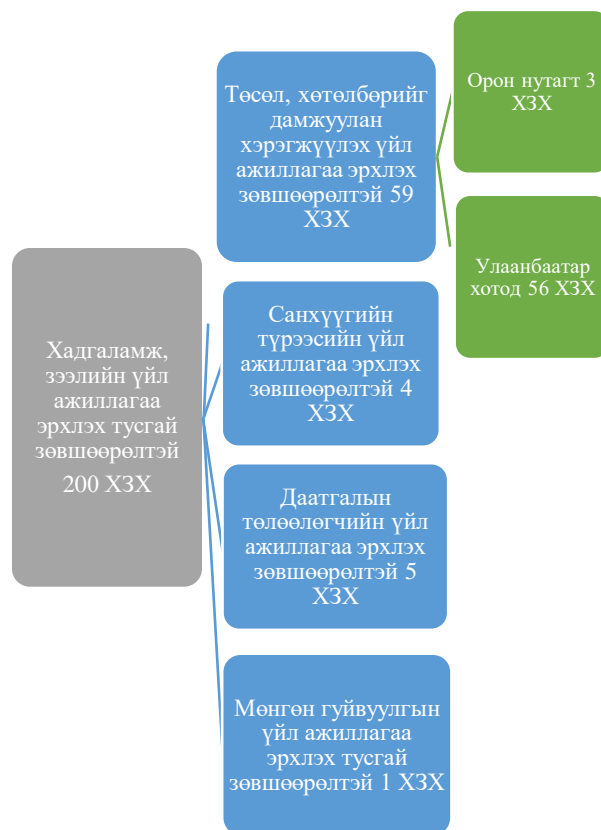 Хадгаламж,
зээлийн үйл
ажиллагаа
эрхлэх тусгай
зөвшөөрөлтэй
200 ХЗХ
Төсөл, хөтөлбөрийг
дамжуулан
хэрэгжүүлэх үйл
ажиллагаа эрхлэх
зөвшөөрөлтэй 59
ХЗХ
Орон нутагт 3
ХЗХ
Улаанбаатар
хотод 56 ХЗХ
Санхүүгийн
түрээсийн үйл
ажиллагаа эрхлэх
зөвшөөрөлтэй 4
ХЗХ
Даатгалын
төлөөлөгчийн үйл
ажиллагаа эрхлэх
зөвшөөрөлтэй 5
ХЗХ
Мөнгөн гуйвуулгын
үйл ажиллагаа
эрхлэх тусгай
зөвшөөрөлтэй 1 ХЗХ